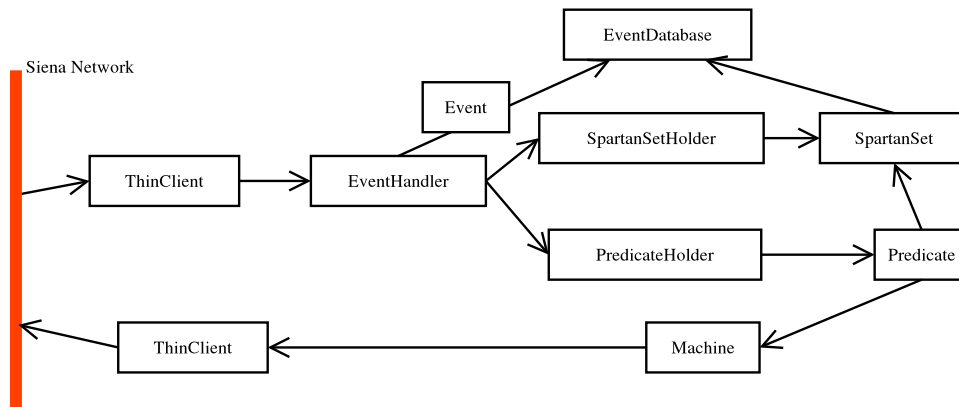 EventDatabase
Siena Network
Event
SpartanSetHolder
SpartanSet
ThinClient
EventHandler
PredicateHolder
Predicate
ThinClient
Machine